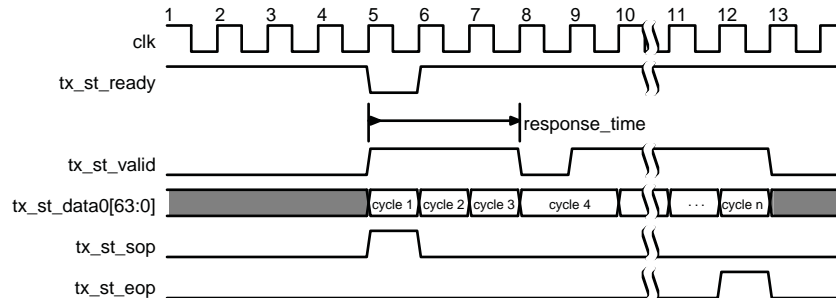 1 2 3 4 5 6 7 8 9 10 11 12 13
clk
tx_st_ready
response_time
tx_st_valid
tx_st_data0[63:0] cycle 1 cycle 2 cycle 3 cycle 4 . . . cycle n
tx_st_sop
tx_st_eop